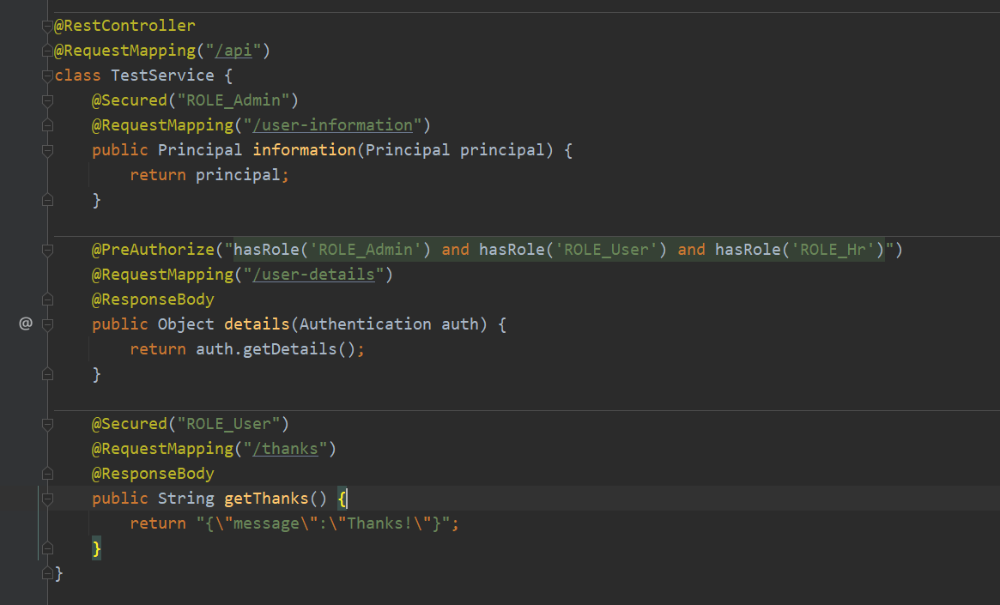 @RestController
@RequestMapping("/api")
class TestService {
    @Secured("ROLE_Admin")
    @RequestMapping("/user-information")
    public Principal information(Principal principal) {
        return principal;
    }
    @PreAuthorize("hasRole('ROLE_Admin') and hasRole('ROLE_User') and hasRole('ROLE_Hr')")
    @RequestMapping("/user-details")
    @ResponseBody
@
    public Object details(Authentication auth) {
        return auth.getDetails();
    }
    @Secured("ROLE_User")
    @RequestMapping("/thanks")
    @ResponseBody
    public String getThanks() {
        return "{\"message\":\"Thanks!\"}";
    }
}